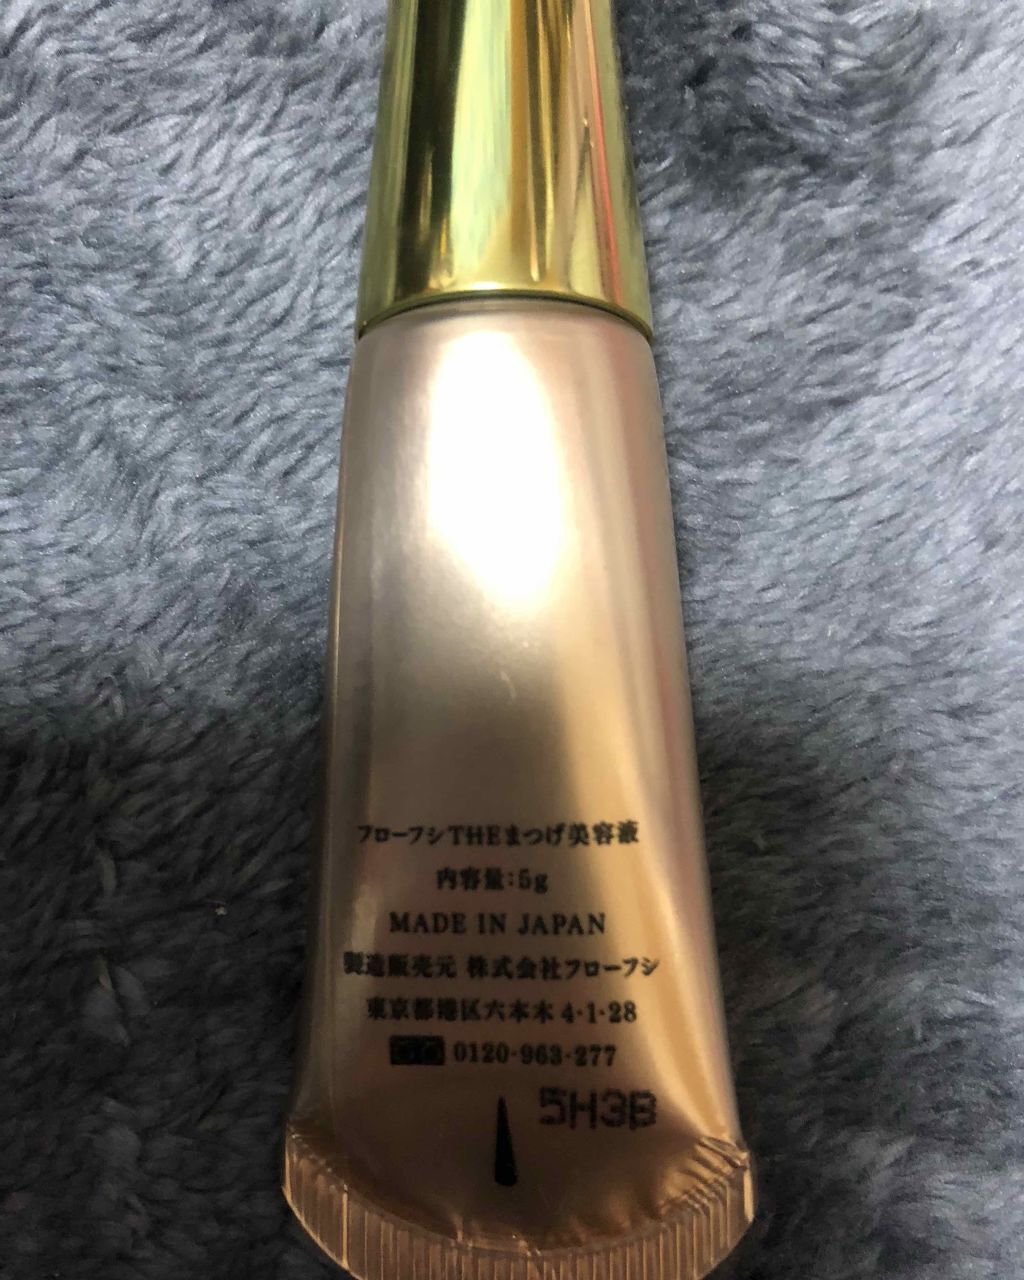 フローフシTHEまつげ美容液
内容量:5g
MADE IN JAPAN
製造販売元 株式会社フローフシ
東京都港区六本木4-1-28
0120-963-277
5H3B